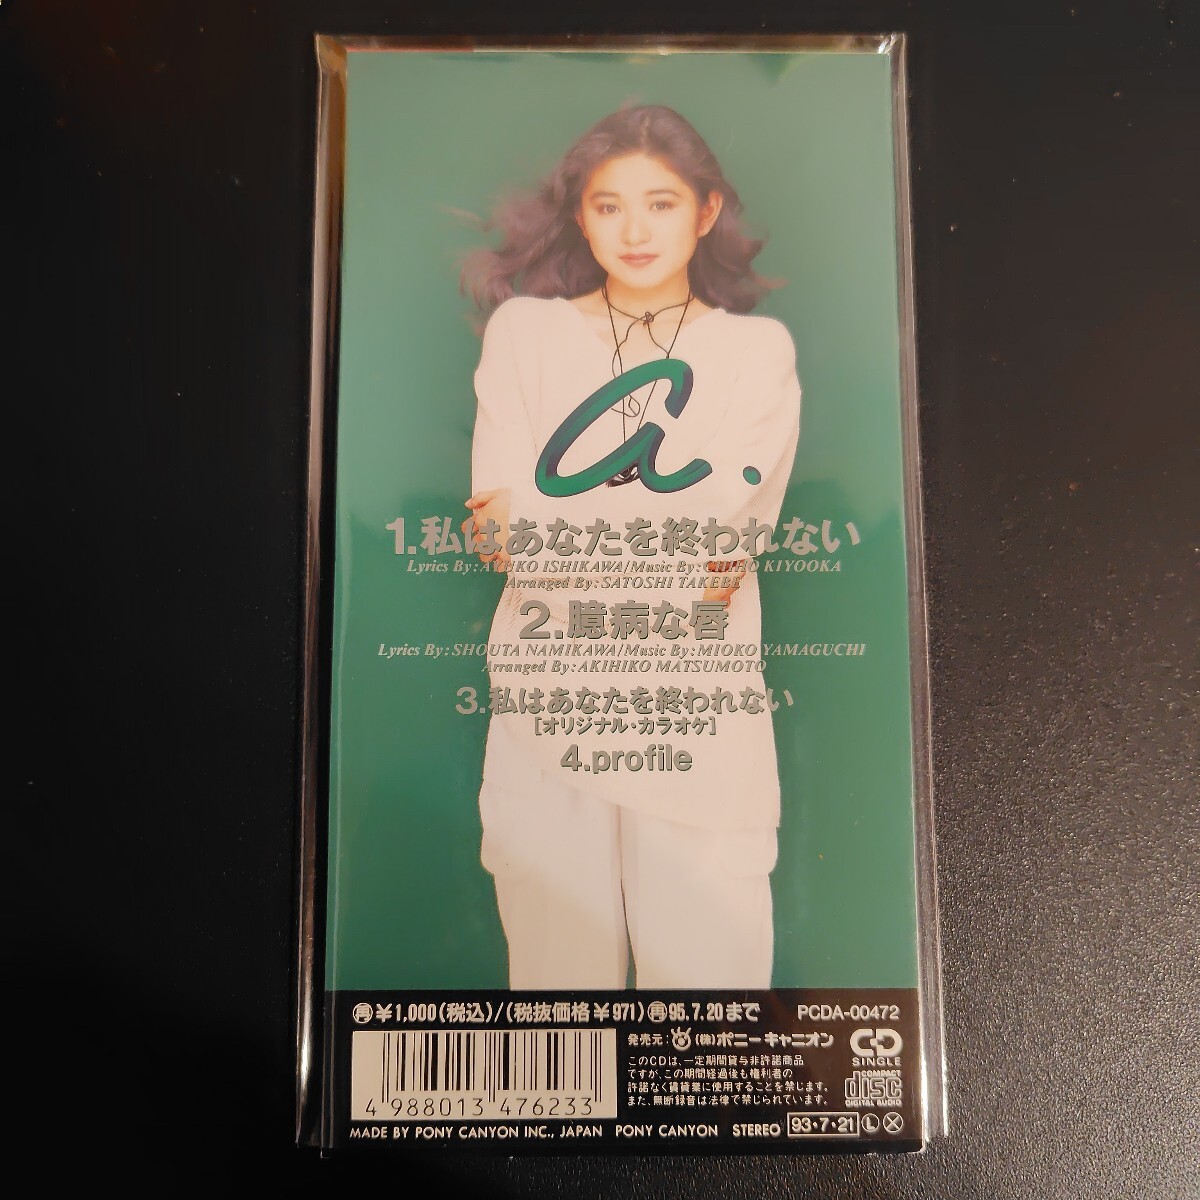 a.
1.私はあなたを終われない
Lyrics By:AYUKO ISHIKAWA/Music By:CHIHO KIYOOKA
Arranged By:SATOSHI TAKEBE
2.臆病な唇
Lyrics By:SHOUTA NAMIKAWA/Music By:MIOKO YAMAGUCHI
Arranged By:AKIHIKO MATSUMOTO
3.私はあなたを終われない
[オリジナル・カラオケ]
4.profile
再¥1,000(税込)/(税抜価格¥971)再95.7.20まで PCDA-00472
発売元: (株)ポニーキャニオン
CD SINGLE
このCDは、一定期間貸与非許諾商品
ですが、この期間経過後も権利者の
許諾なく賃貸業に使用することを禁じます。
また、無断録音は法律で禁じられています。
COMPACT disc DIGITAL AUDIO
4 988013 476233
MADE BY PONY CANYON INC., JAPAN PONY CANYON STEREO 93・7・21 L X